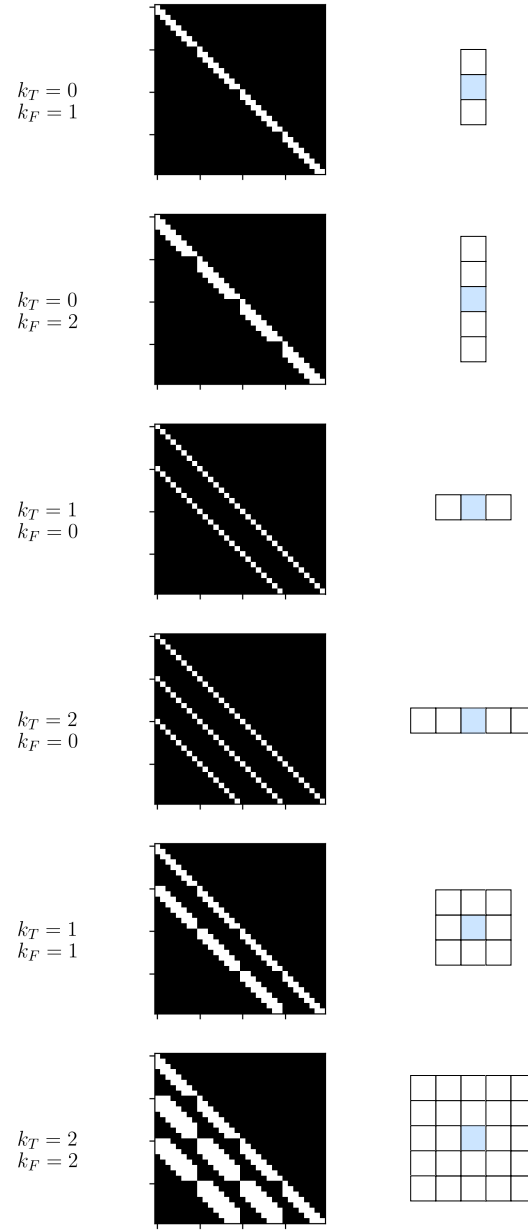 k_T = 0
k_F = 1
k_T = 0
k_F = 2
k_T = 1
k_F = 0
k_T = 2
k_F = 0
k_T = 1
k_F = 1
k_T = 2
k_F = 2